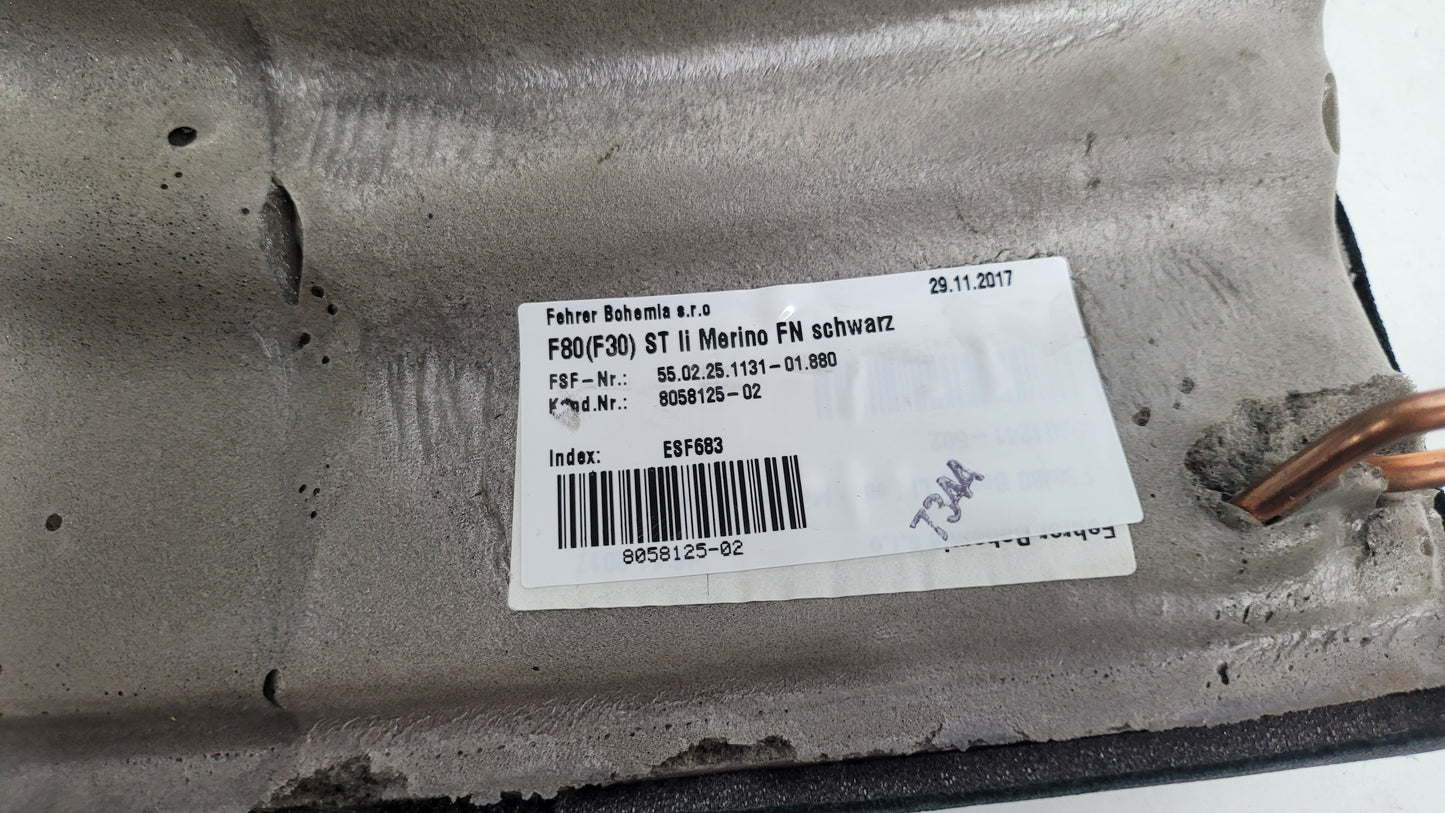 29.11.2017
Fehrer Bohemia s.r.o
F80(F30) ST li Merino FN schwarz
FSF-Nr.: 55.02.25.1131-01.880
Kund.Nr.: 8058125-02
Index: ESF683
8058125-02
T3AA
Fehrer